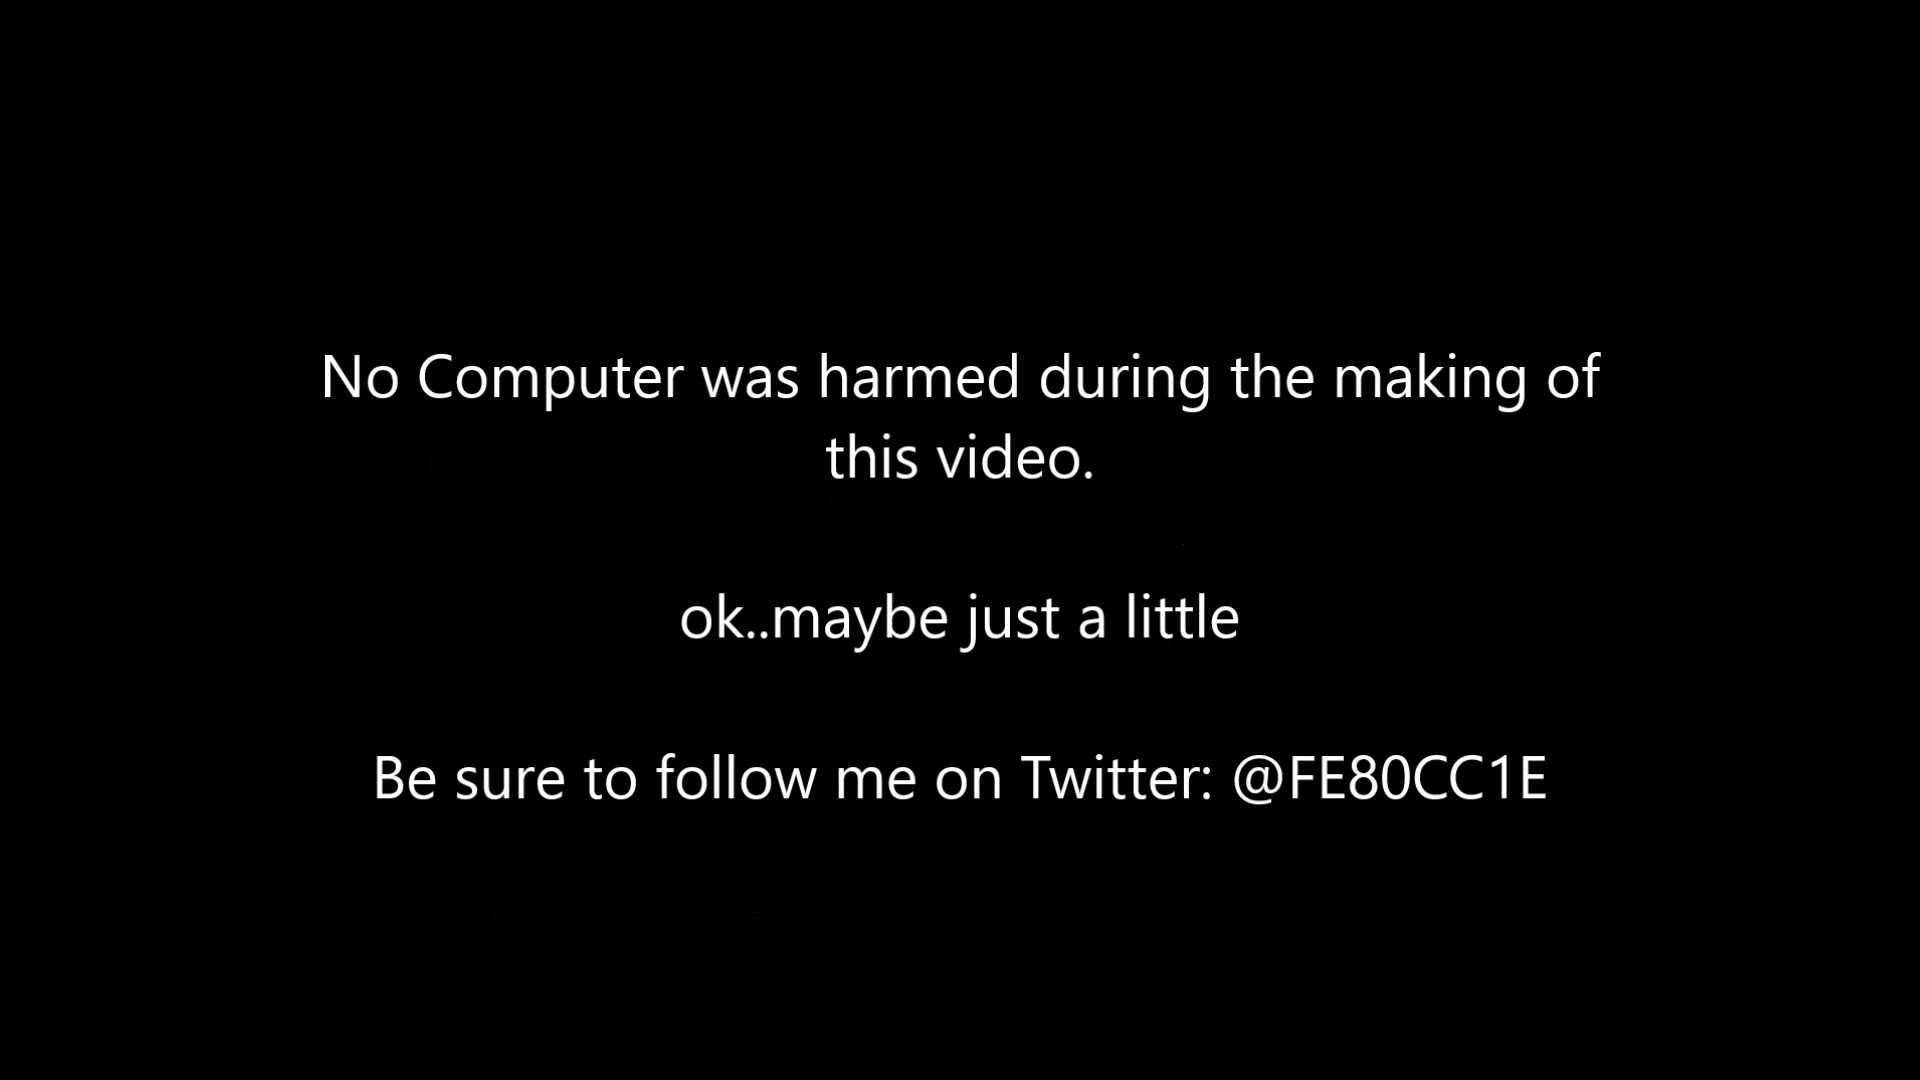 No Computer was harmed during the making of
this video.
ok..maybe just a little
Be sure to follow me on Twitter: @FE80CC1E